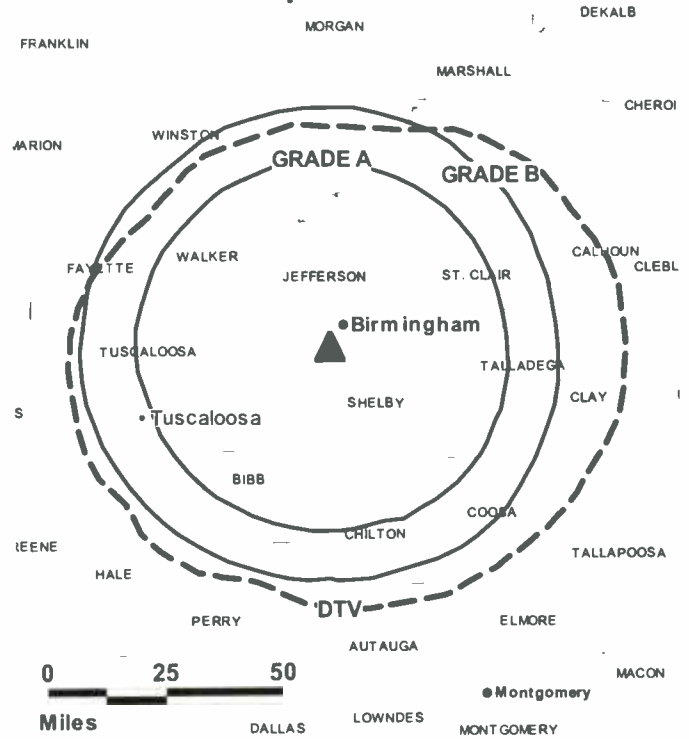 DEKALB
MORGAN
FRANKLIN
MARSHALL
CHEROI
WINSTON
ARION
GRADE A
GRADE B
CALHOUN
WALKER
CLEBL
FAYETTE
JEFFERSON
ST. CLAIR
Birmingham
TUSCALOOSA
TALLADEGA
CLAY
SHELBY
S
Tuscaloosa
BIBB
COOSA
CHILTON
REENE
TALLAPOOSA
HALE
DTV
PERRY
ELMORE
AUTAUGA
0 25 50
MACON
Montgomery
Miles
LOWNDES
DALLAS
MONTGOMERY